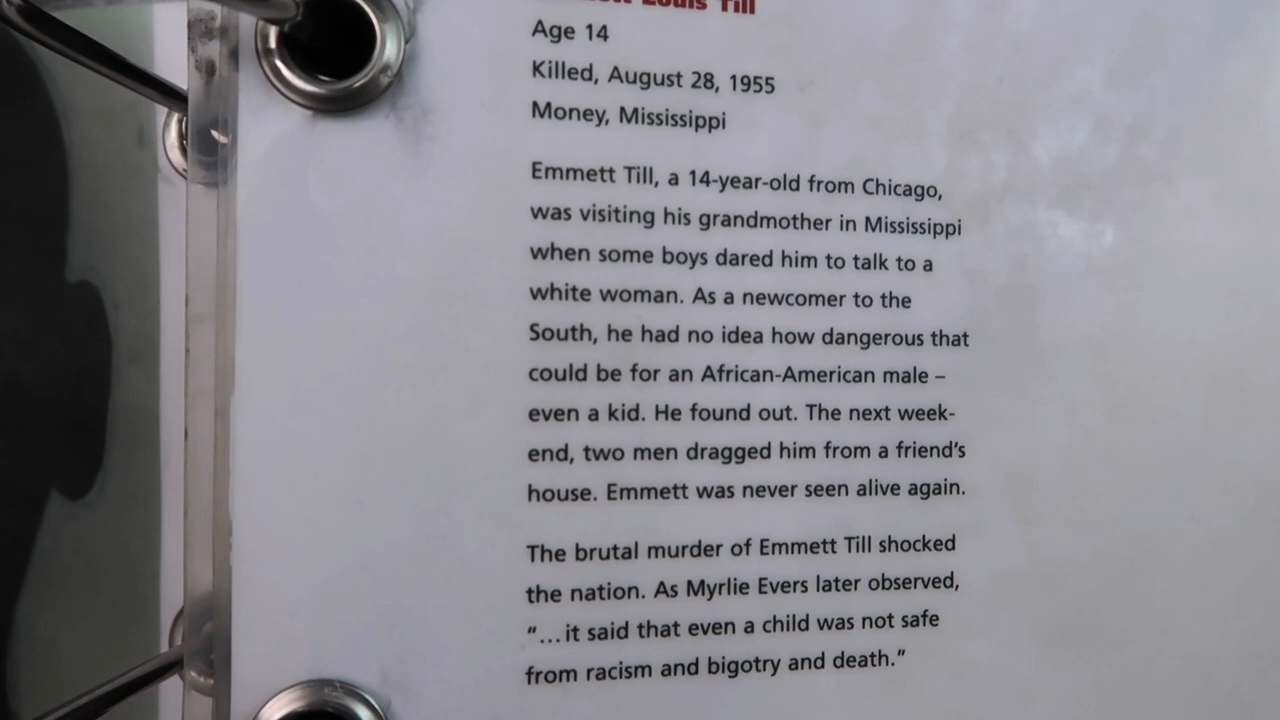 Louis Till
Age 14
Killed, August 28, 1955
Money, Mississippi
Emmett Till, a 14-year-old from Chicago,
was visiting his grandmother in Mississippi
when some boys dared him to talk to a
white woman. As a newcomer to the
South, he had no idea how dangerous that
could be for an African-American male –
even a kid. He found out. The next week-
end, two men dragged him from a friend’s
house. Emmett was never seen alive again.
The brutal murder of Emmett Till shocked
the nation. As Myrlie Evers later observed,
“…it said that even a child was not safe
from racism and bigotry and death.”